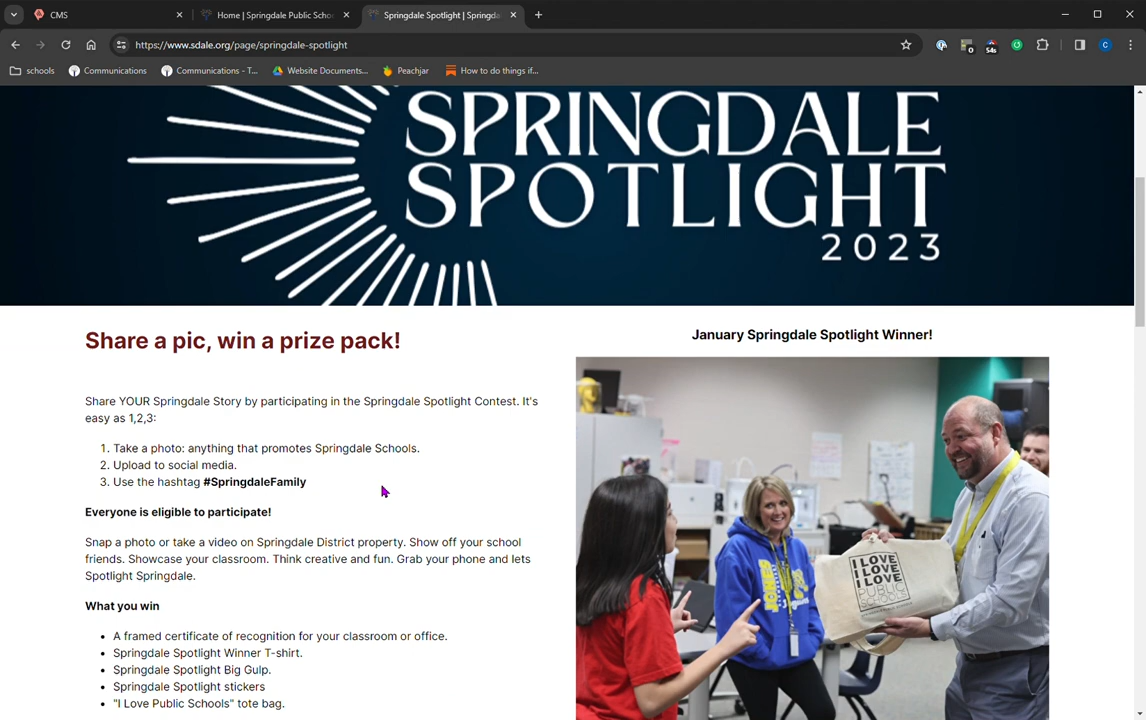 CMS
Home | Springdale Public Schoo
Springdale Spotlight | Springda
https://www.sdale.org/page/springdale-spotlight
0
54s
C
schools
Communications
Communications - T...
Website Documents...
Peachjar
How to do things if...
SPRINGDALE
SPOTLIGHT
2023
Share a pic, win a prize pack!
Share YOUR Springdale Story by participating in the Springdale Spotlight Contest. It's
easy as 1,2,3:
1. Take a photo: anything that promotes Springdale Schools.
2. Upload to social media.
3. Use the hashtag #SpringdaleFamily
Everyone is eligible to participate!
Snap a photo or take a video on Springdale District property. Show off your school
friends. Showcase your classroom. Think creative and fun. Grab your phone and lets
Spotlight Springdale.
What you win
• A framed certificate of recognition for your classroom or office.
• Springdale Spotlight Winner T-shirt.
• Springdale Spotlight Big Gulp.
• Springdale Spotlight stickers
• "I Love Public Schools" tote bag.
January Springdale Spotlight Winner!
I LOVE
I LOVE
I LOVE
PUBLIC
SCHOOLS